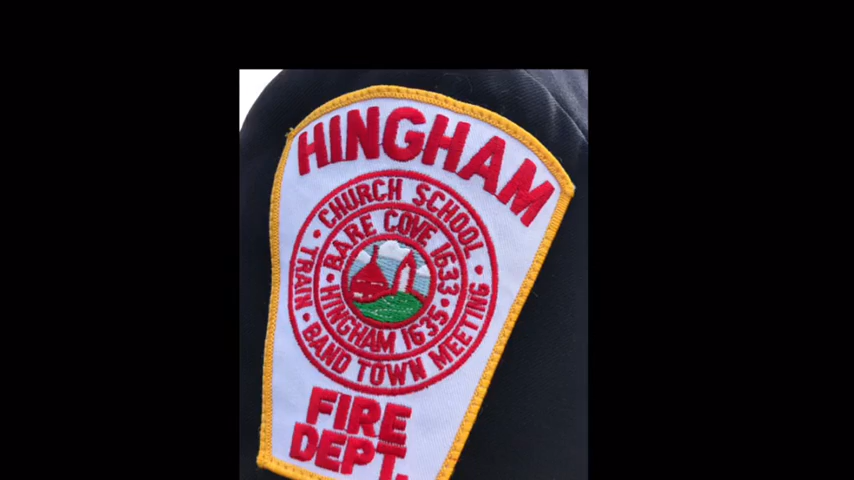 HINGHAM
CHURCH SCHOOL
TRAIN • BAND TOWN MEETING
BARE COVE 1633
HINGHAM 1635
FIRE
DEPT.